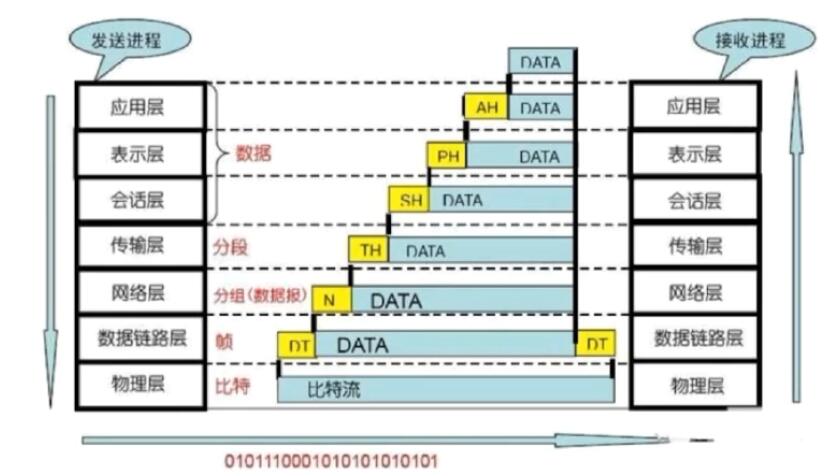 发送进程
接收进程
DATA
应用层
AH
DATA
应用层
表示层
数据
PH
DATA
表示层
会话层
SH
DATA
会话层
传输层
分段
TH
DATA
传输层
网络层
分组(数据报)
N
DATA
网络层
数据链路层
帧
DT
DATA
DT
数据链路层
物理层
比特
比特流
物理层
0101110001010101010101